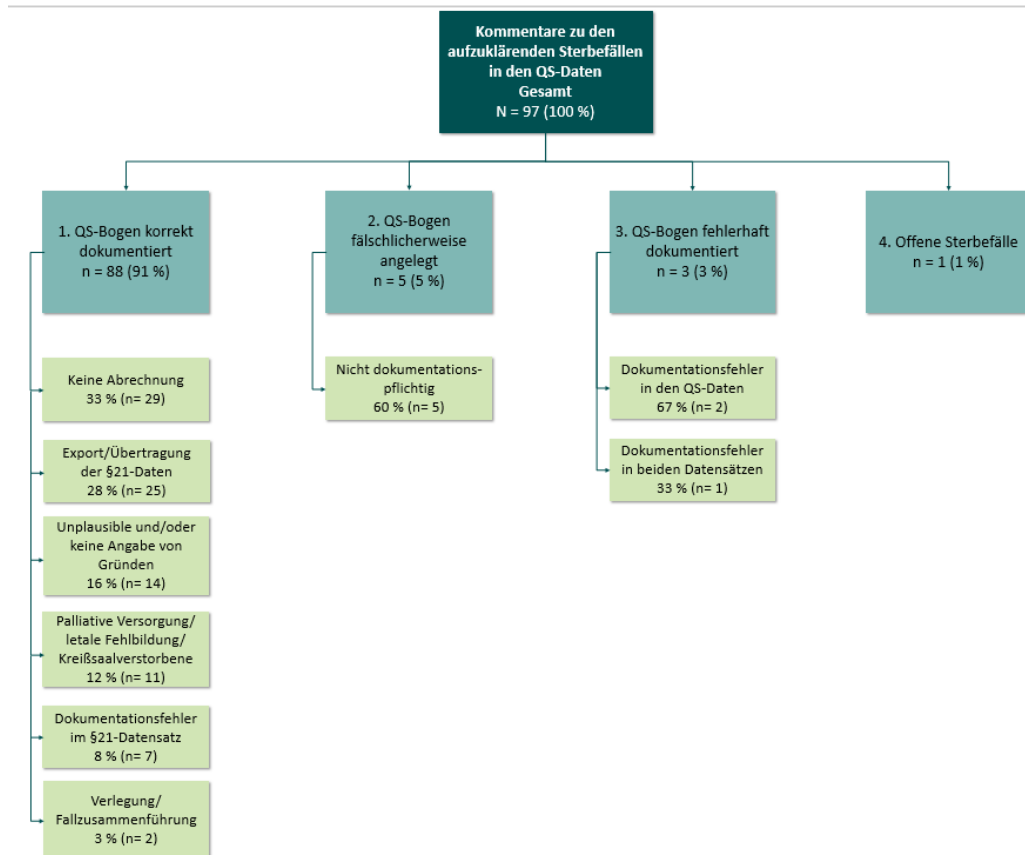 Kommentare zu den
aufzuklärenden Sterbefällen
in den QS-Daten
Gesamt
N = 97 (100 %)
1. QS-Bogen korrekt
dokumentiert
n = 88 (91 %)
2. QS-Bogen
fälschlicherweise
angelegt
n = 5 (5 %)
3. QS-Bogen fehlerhaft
dokumentiert
n = 3 (3 %)
4. Offene Sterbefälle
n = 1 (1 %)
Keine Abrechnung
33 % (n= 29)
Export/Übertragung
der §21-Daten
28 % (n= 25)
Unplausible und/oder
keine Angabe von
Gründen
16 % (n= 14)
Palliative Versorgung/
letale Fehlbildung/
Kreißsaalverstorbene
12 % (n= 11)
Dokumentationsfehler
im §21-Datensatz
8 % (n= 7)
Verlegung/
Fallzusammenführung
3 % (n= 2)
Nicht dokumentations-
pflichtig
60 % (n= 5)
Dokumentationsfehler
in den QS-Daten
67 % (n= 2)
Dokumentationsfehler
in beiden Datensätzen
33 % (n= 1)